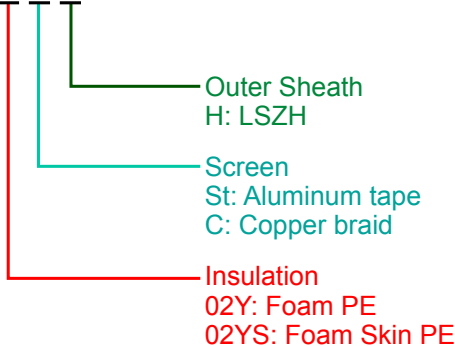 Outer Sheath
H: LSZH
Screen
St: Aluminum tape
C: Copper braid
Insulation
02Y: Foam PE
02YS: Foam Skin PE